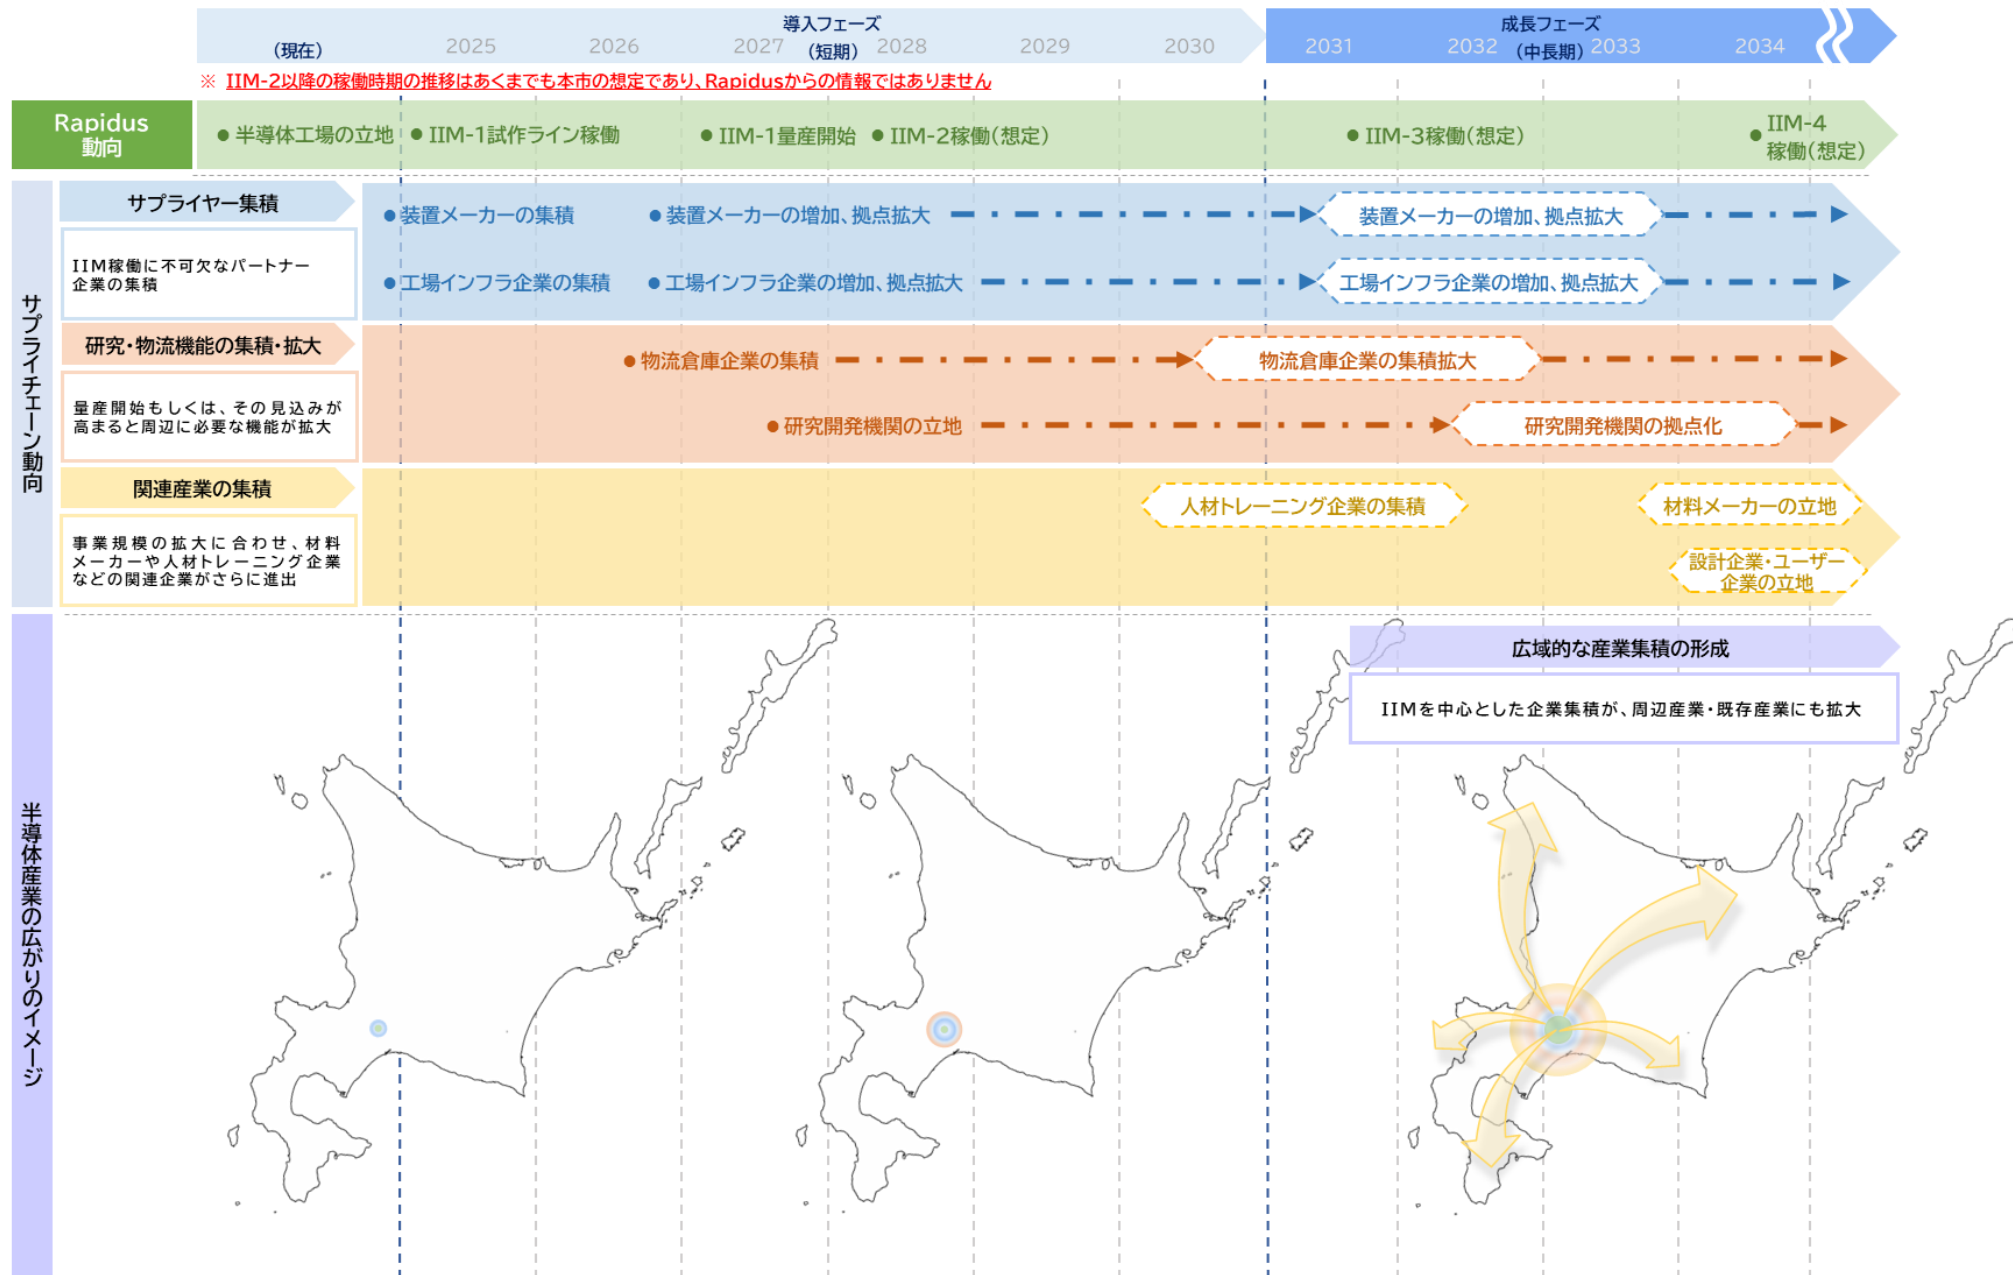 導入フェーズ
(短期)
成長フェーズ
(中長期)
(現在)
2025
2026
2027
2028
2029
2030
2031
2032
2033
2034
※ IIM-2以降の稼働時期の推移はあくまでも本市の想定であり、Rapidusからの情報ではありません
Rapidus
動向
●半導体工場の立地
●IIM-1試作ライン稼働
●IIM-1量産開始
●IIM-2稼働(想定)
●IIM-3稼働(想定)
●IIM-4
稼働(想定)
サプライチェーン動向
サプライヤー集積
IIM稼働に不可欠なパートナー
企業の集積
●装置メーカーの集積
●装置メーカーの増加、拠点拡大
装置メーカーの増加、拠点拡大
●工場インフラ企業の集積
●工場インフラ企業の増加、拠点拡大
工場インフラ企業の増加、拠点拡大
研究・物流機能の集積・拡大
量産開始もしくは、その見込みが
高まると周辺に必要な機能が拡大
●物流倉庫企業の集積
物流倉庫企業の集積拡大
●研究開発機関の立地
研究開発機関の拠点化
関連産業の集積
事業規模の拡大に合わせ、材料
メーカーや人材トレーニング企業
などの関連企業がさらに進出
人材トレーニング企業の集積
材料メーカーの立地
設計企業・ユーザー
企業の立地
半導体産業の広がりのイメージ
広域的な産業集積の形成
IIMを中心とした企業集積が、周辺産業・既存産業にも拡大